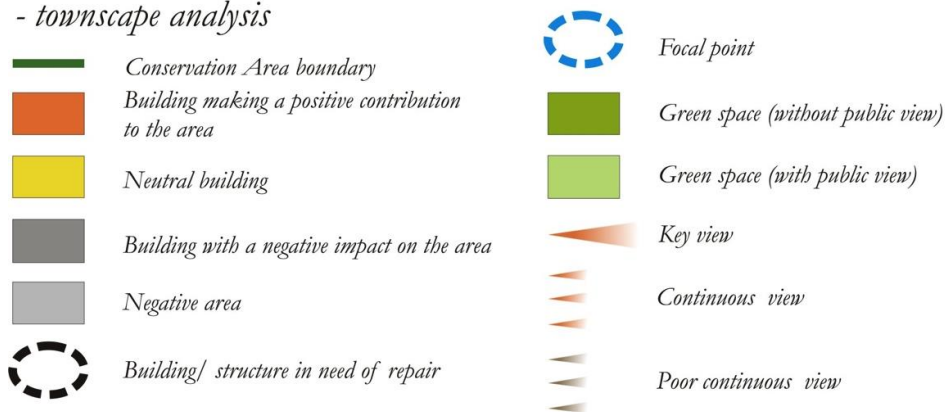 - townscape analysis
Conservation Area boundary
Building making a positive contribution
to the area
Neutral building
Building with a negative impact on the area
Negative area
Building/ structure in need of repair
Focal point
Green space (without public view)
Green space (with public view)
Key view
Continuous view
Poor continuous view